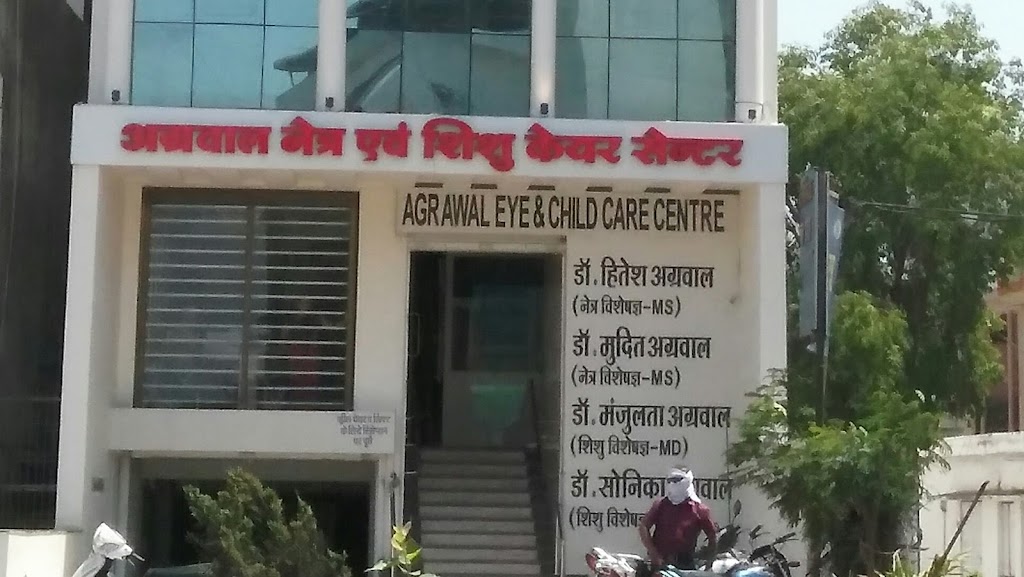 अग्रवाल नेत्र एवं शिशु केयर सेन्टर
AGRAWAL EYE & CHILD CARE CENTRE
डॉ. हितेश अग्रवाल
(नेत्र विशेषज्ञ-MS)
डॉ. मुदित अग्रवाल
(नेत्र विशेषज्ञ-MS)
डॉ. मंजुलता अग्रवाल
(शिशु विशेषज्ञ-MD)
डॉ. सोनिका
(शिशु